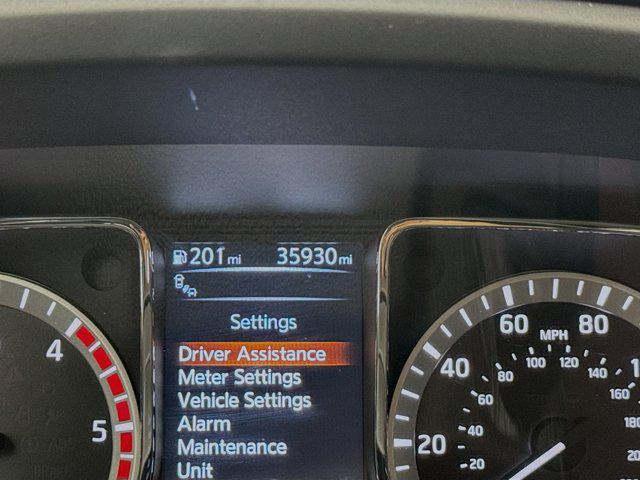 201 mi 35930 mi
Settings
Driver Assistance
Meter Settings
Vehicle Settings
Alarm
Maintenance
Unit
4
5
20
40
60
80
MPH
20
40
60
80
100
120
140
160